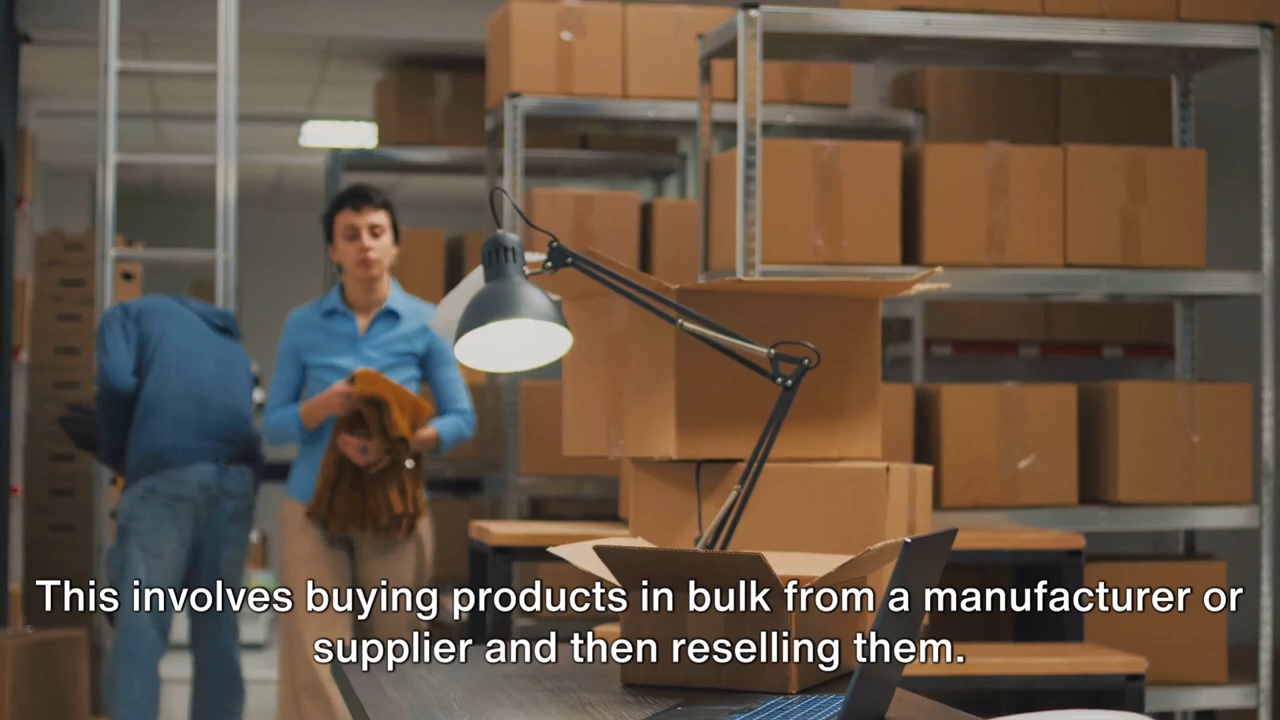 This involves buying products in bulk from a manufacturer or
supplier and then reselling them.